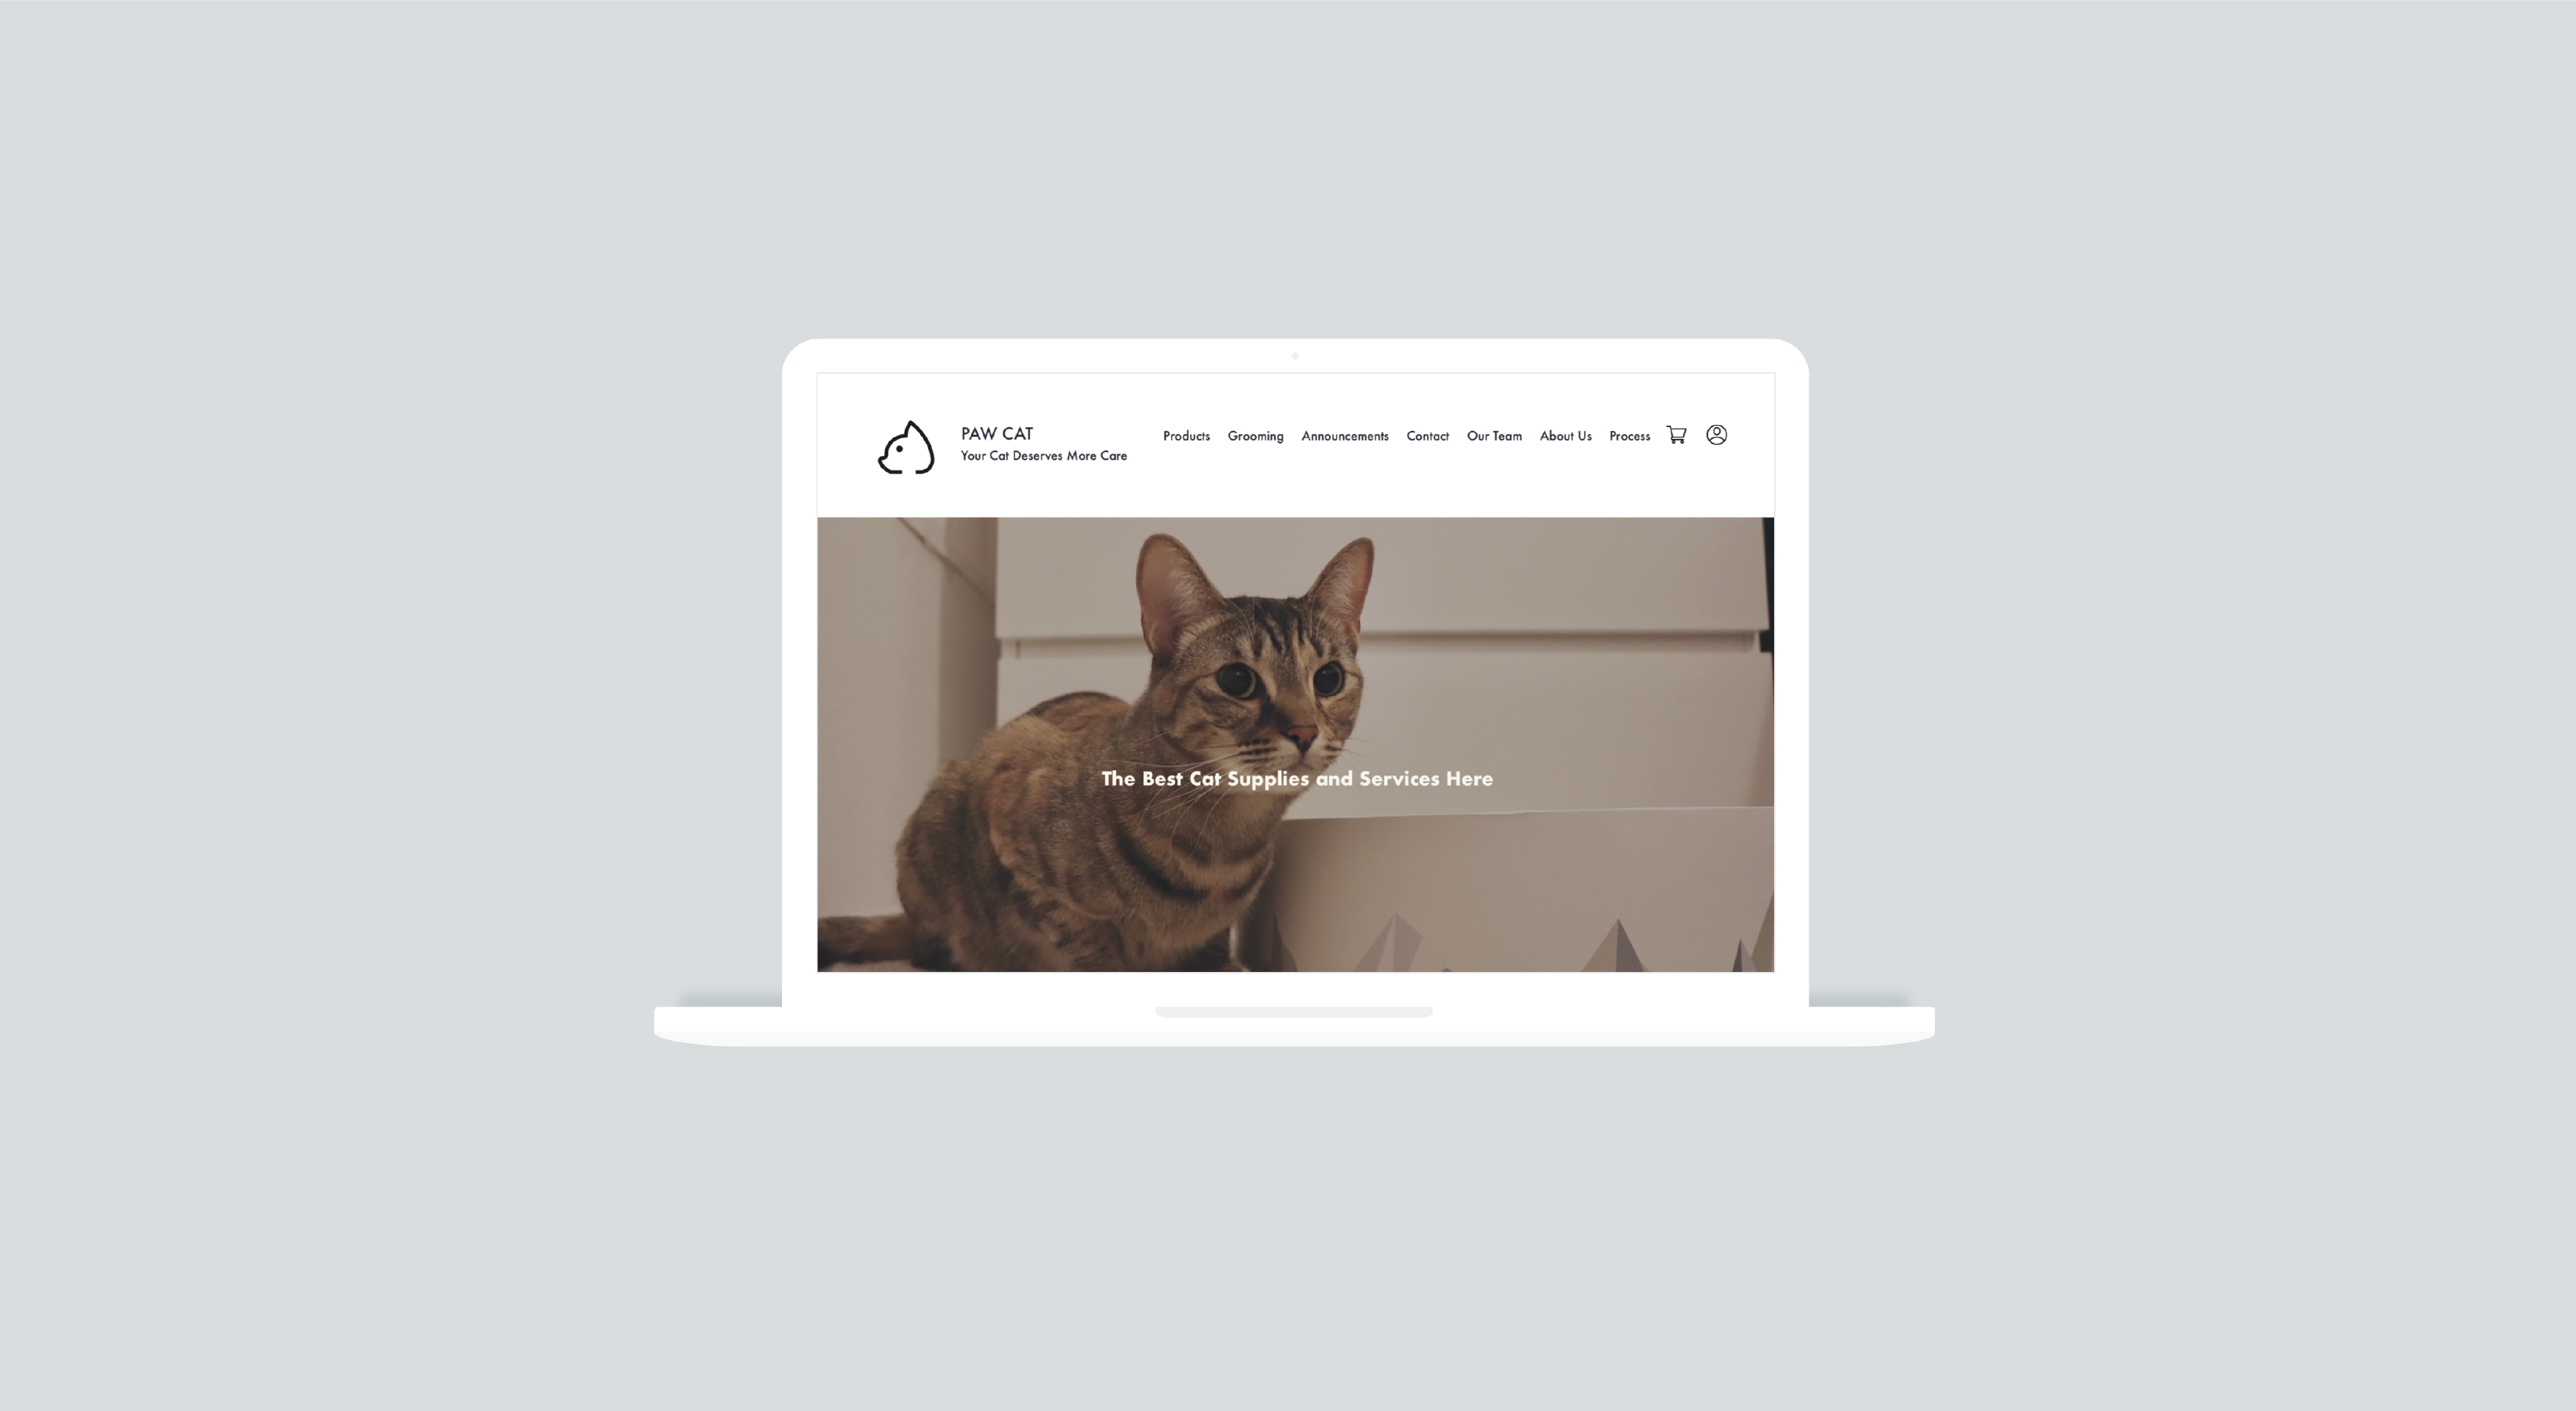 PAW CAT
Your Cat Deserves More Care
Products Grooming Announcements Contact Our Team About Us Process
The Best Cat Supplies and Services Here